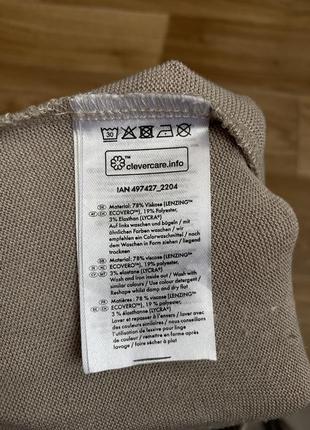 30
™
clevercare.info
IAN 497427_2204
Material: 78% Viskose (LENZING™
ECOVERO™), 19% Polyester,
3% Elasthan (LYCRA®)
Auf links waschen und bügeln / mit
ähnlichen Farben waschen / wir
empfehlen ein Colorwaschmittel / nach
dem Waschen in Form ziehen / liegend
trocknen
Material: 78% viscose (LENZING™
ECOVERO™), 19% polyester,
3% elastane (LYCRA®)
Wash and iron inside out / Wash with
similar colours / Use colour detergent /
Reshape whilst damp and dry flat
Matières : 78 % viscose (LENZING™
ECOVERO™), 19 % polyester,
3 % élasthanne (LYCRA®)
Laver et repasser à l'envers / laver avec
des couleurs similaires / nous conseillons
d'utiliser une lessive pour linge
de couleur / remettre en forme après
lavage / faire sécher à plat